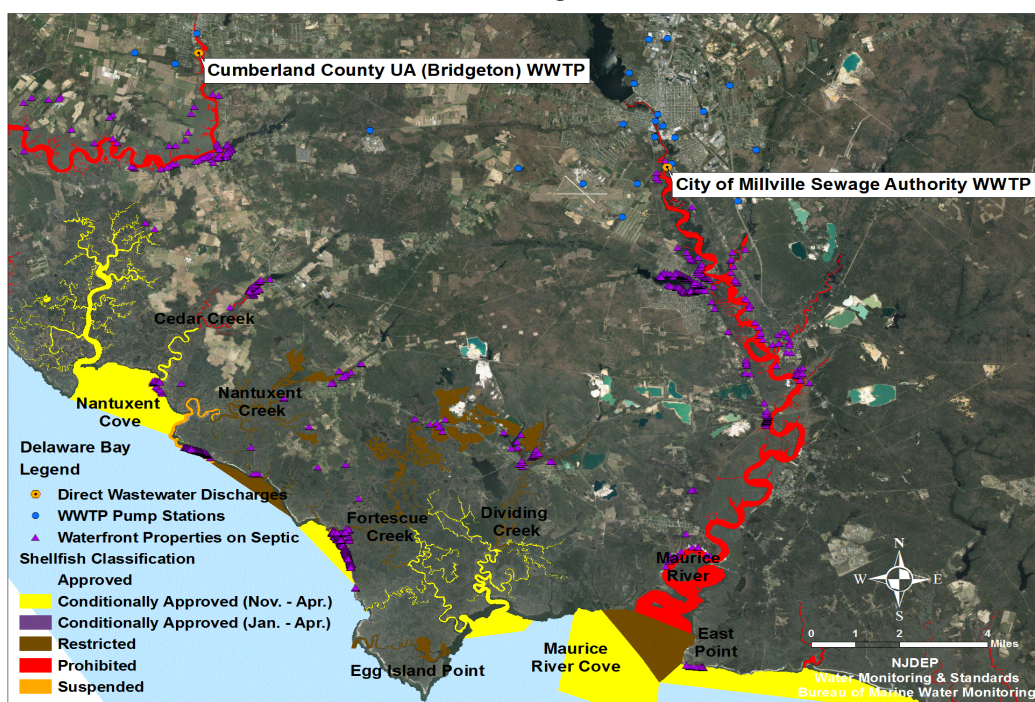 Cumberland County UA (Bridgeton) WWTP
City of Millville Sewage Authority WWTP
Cedar Creek
Nantuxent
Cove
Nantuxent
Creek
Delaware Bay
Legend
Direct Wastewater Discharges
WWTP Pump Stations
Waterfront Properties on Septic
Shellfish Classification
Approved
Conditionally Approved (Nov. - Apr.)
Conditionally Approved (Jan. - Apr.)
Restricted
Prohibited
Suspended
Fortescue
Creek
Dividing
Creek
Egg Island Point
Maurice
River
Maurice
River Cove
East
Point
N
W
E
S
0 1 2 4
Miles
NJDEP
Water Monitoring & Standards
Bureau of Marine Water Monitoring